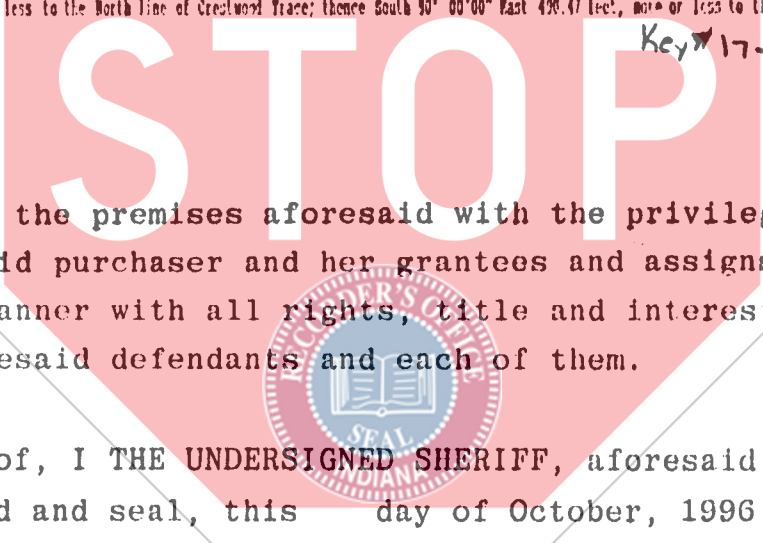 less to the North line of Crestwood Trace; thence South 90° 00'00" East 490.47 feet, more or less to th
Key# 17-
STOP
the premises aforesaid with the privileg
id purchaser and her grantees and assigns
anner with all rights, title and interes
esaid defendants and each of them.
RECORDER'S OFFICE
SEAL
INDIANA
of, I THE UNDERSIGNED SHERIFF, aforesaid
d and seal, this day of October, 1996